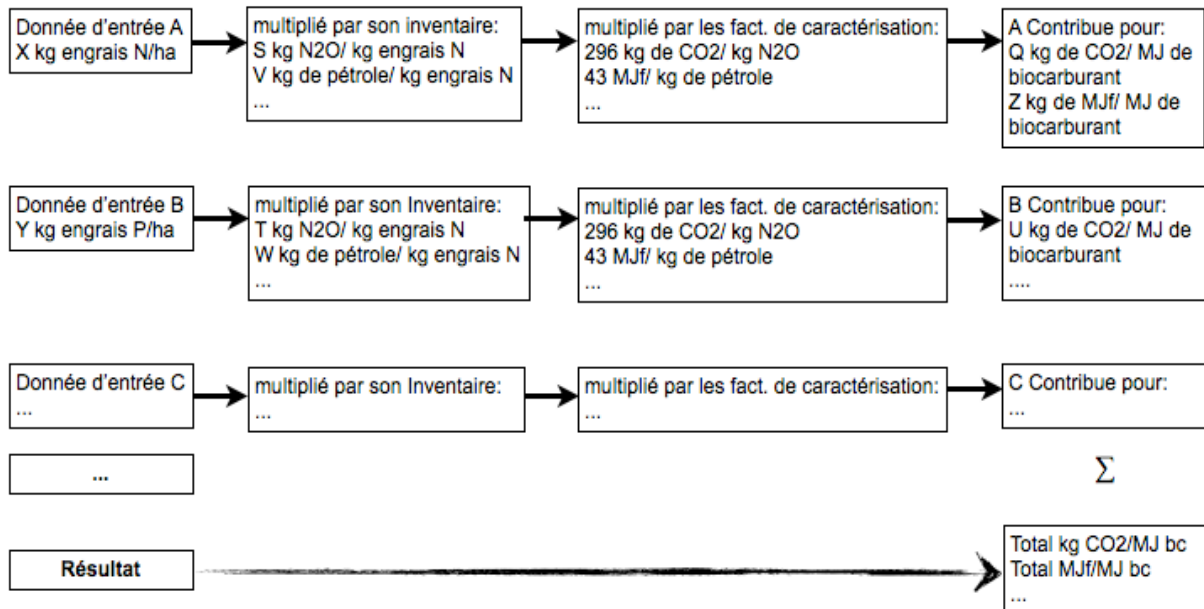 Donnée d'entrée A
X kg engrais N/ha
multiplié par son inventaire:
S kg N2O/ kg engrais N
V kg de pétrole/ kg engrais N
...
multiplié par les fact. de caractérisation:
296 kg de CO2/ kg N2O
43 MJf/ kg de pétrole
...
A Contribue pour:
Q kg de CO2/ MJ de
biocarburant
Z kg de MJf/ MJ de
biocarburant
Donnée d'entrée B
Y kg engrais P/ha
multiplié par son Inventaire:
T kg N2O/ kg engrais N
W kg de pétrole/ kg engrais N
...
multiplié par les fact. de caractérisation:
296 kg de CO2/ kg N2O
43 MJf/ kg de pétrole
...
B Contribue pour:
U kg de CO2/ MJ de
biocarburant
....
Donnée d'entrée C
...
multiplié par son Inventaire:
...
multiplié par les fact. de caractérisation:
...
C Contribue pour:
...
...
Σ
Résultat
Total kg CO2/MJ bc
Total MJf/MJ bc
...